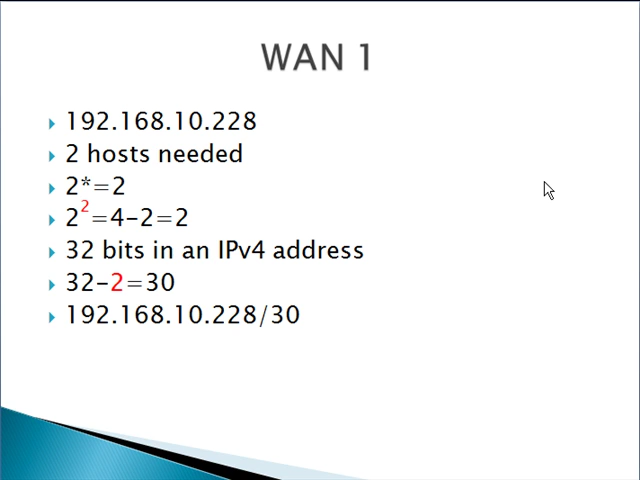 WAN 1
192.168.10.228
2 hosts needed
2*=2
2²=4-2=2
32 bits in an IPv4 address
32-2=30
192.168.10.228/30